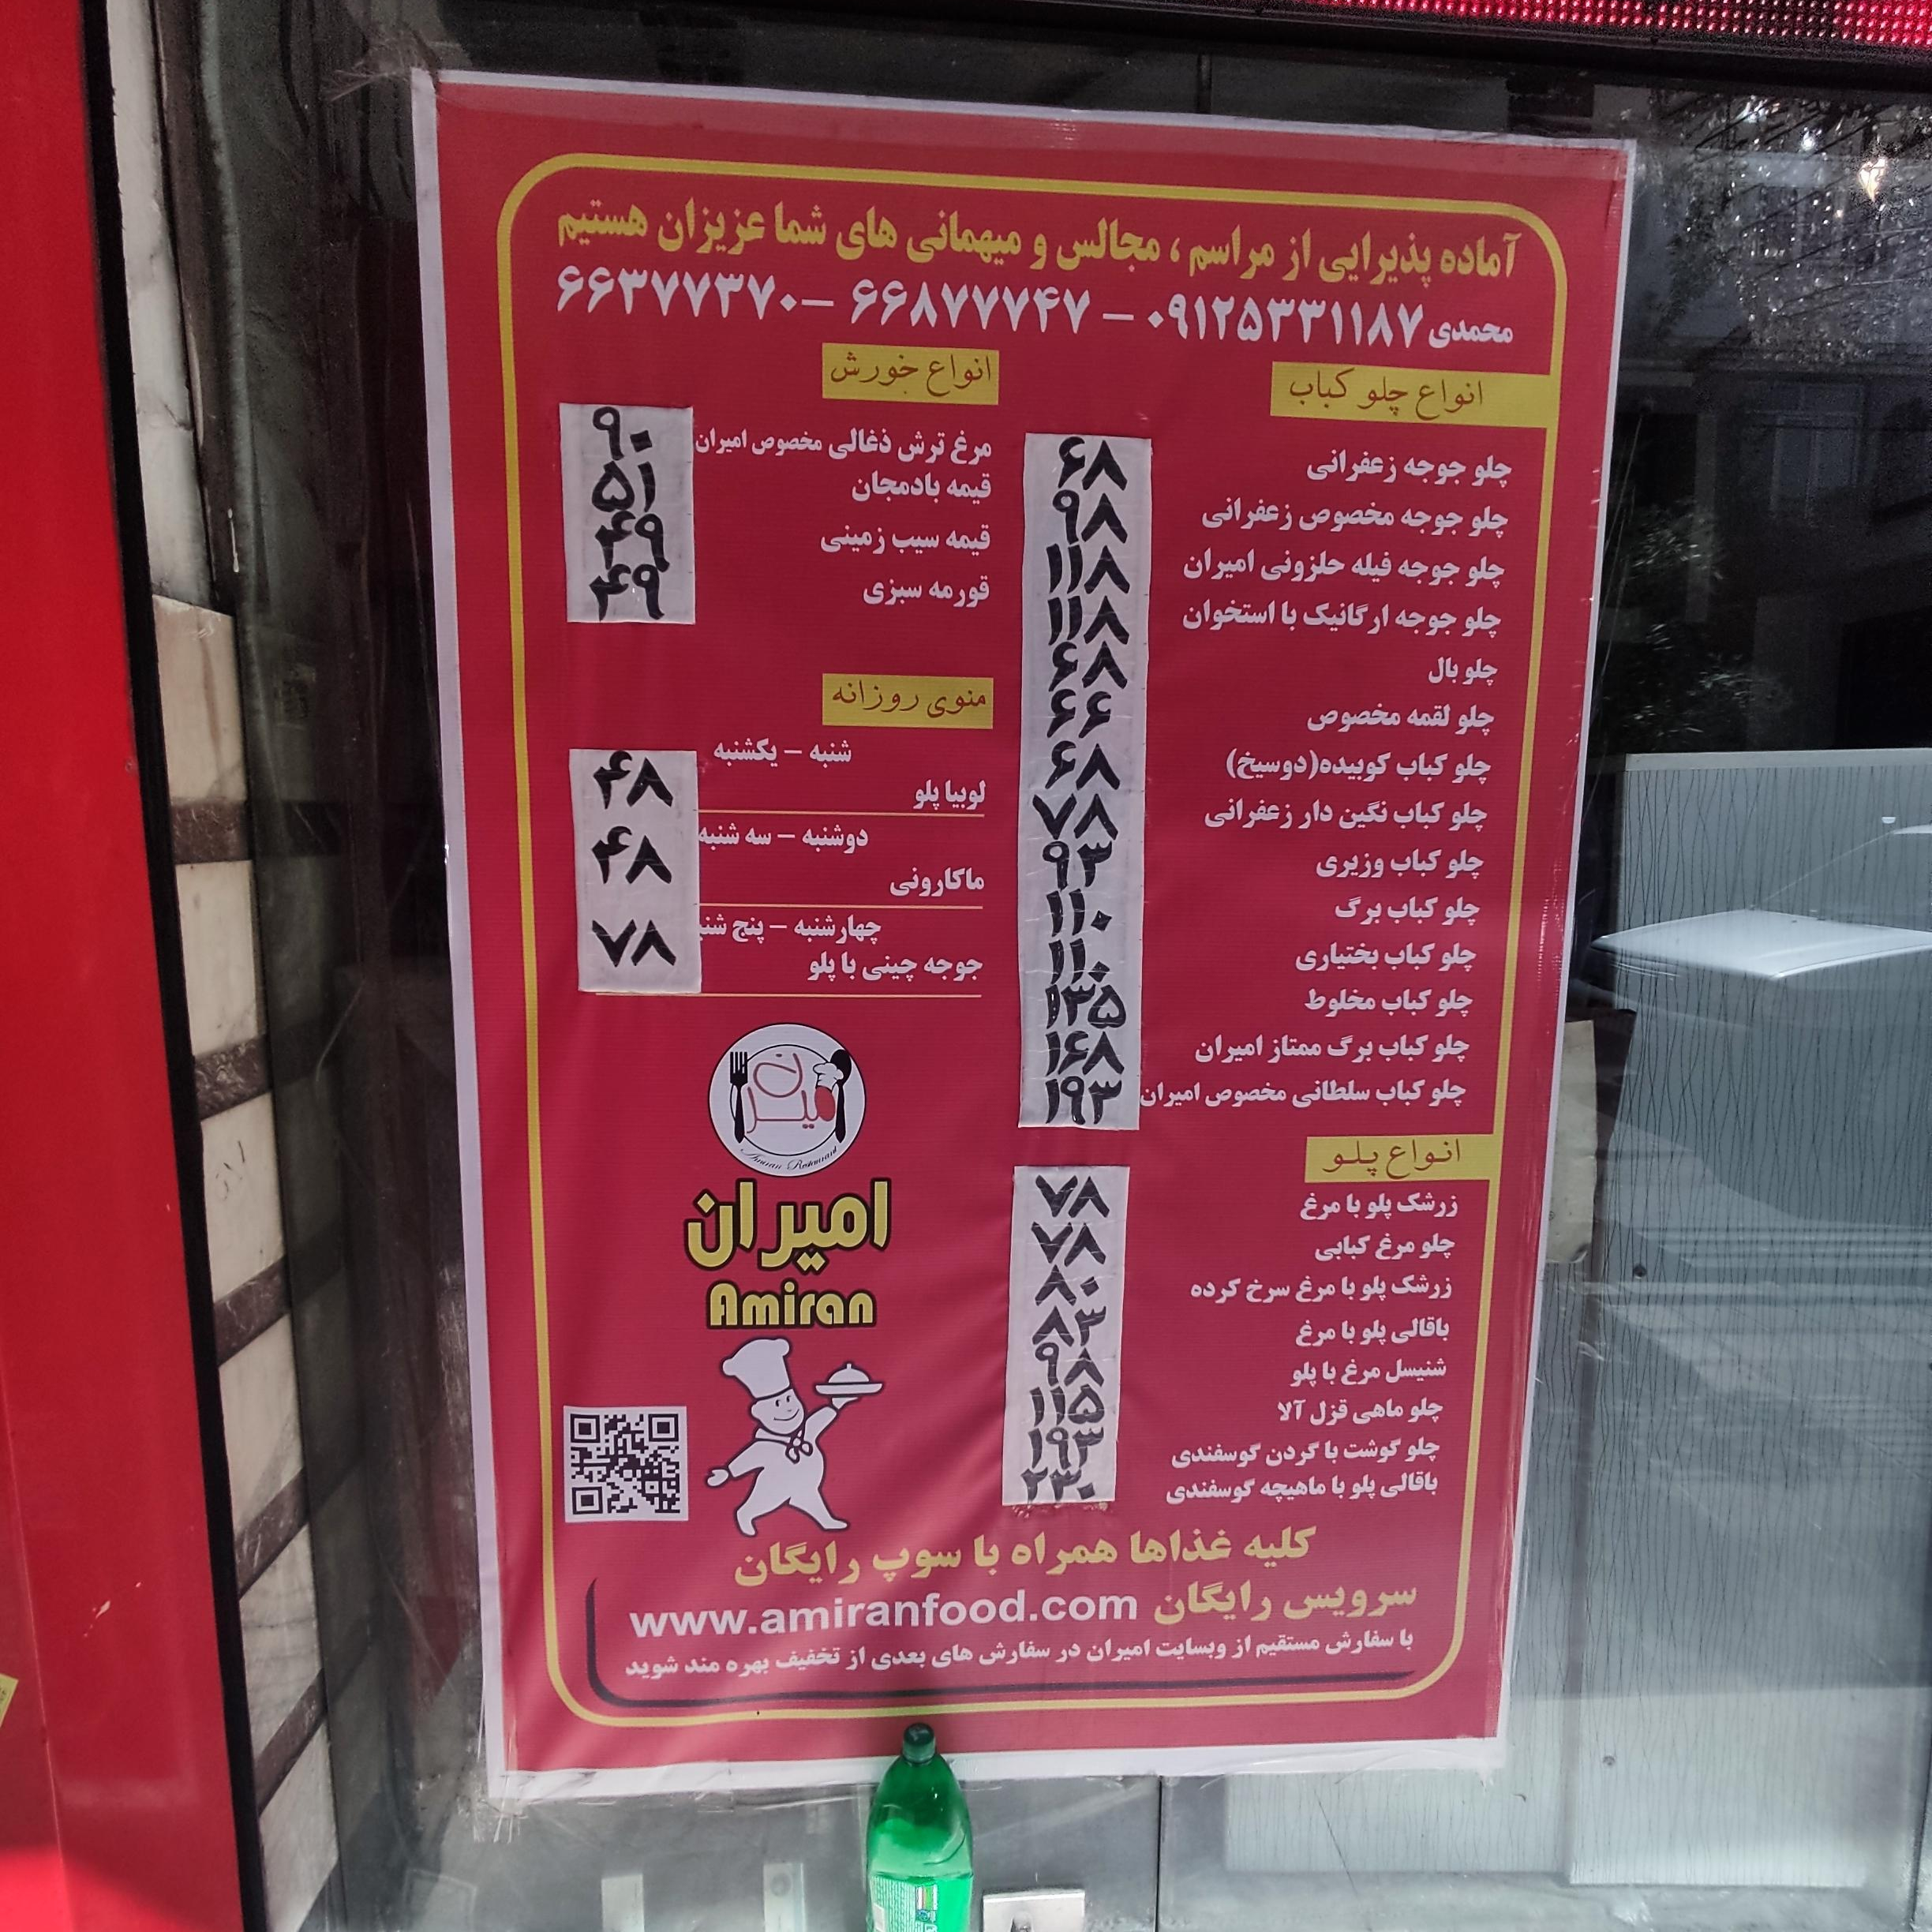 آماده پذیرایی از مراسم ، مجالس و میهمانی های شما عزیزان هستیم
محمدی ۰۹۱۲۵۳۳۱۱۸۷ – ۶۶۸۷۷۷۴۷ – ۶۶۳۷۷۳۷۰
انواع چلو کباب
چلو جوجه زعفرانی ۶۸
چلو جوجه مخصوص زعفرانی ۹۸
چلو جوجه فیله حلزونی امیران ۱۱۸
چلو جوجه ارگانیک با استخوان ۱۱۸
چلو بال ۶۸
چلو لقمه مخصوص ۶۶
چلو کباب کوبیده(دوسیخ) ۶۸
چلو کباب نگین دار زعفرانی ۷۸
چلو کباب وزیری ۹۳
چلو کباب برگ ۱۱۰
چلو کباب بختیاری ۱۱۰
چلو کباب مخلوط ۱۳۵
چلو کباب برگ ممتاز امیران ۱۶۸
چلو کباب سلطانی مخصوص امیران ۱۹۳
انواع پلو
زرشک پلو با مرغ ۷۸
چلو مرغ کبابی ۷۸
زرشک پلو با مرغ سرخ کرده ۸۰
باقالی پلو با مرغ ۸۳
شنیسل مرغ با پلو ۹۸
چلو ماهی قزل آلا ۱۱۵
چلو گوشت با گردن گوسفندی ۱۹۳
باقالی پلو با ماهیچه گوسفندی ۲۳۰
انواع خورش
مرغ ترش ذغالی مخصوص امیران ۹۰
قیمه بادمجان ۵۱
قیمه سیب زمینی ۴۹
قورمه سبزی ۴۹
منوی روزانه
شنبه – یکشنبه
لوبیا پلو ۴۸
دوشنبه – سه شنبه
ماکارونی ۴۸
چهارشنبه – پنج شنبه
جوجه چینی با پلو ۷۸
امیران
Amiran Restaurant
امیران
Amiran
کلیه غذاها همراه با سوپ رایگان
سرویس رایگان www.amiranfood.com
با سفارش مستقیم از وبسایت امیران در سفارش های بعدی از تخفیف بهره مند شوید